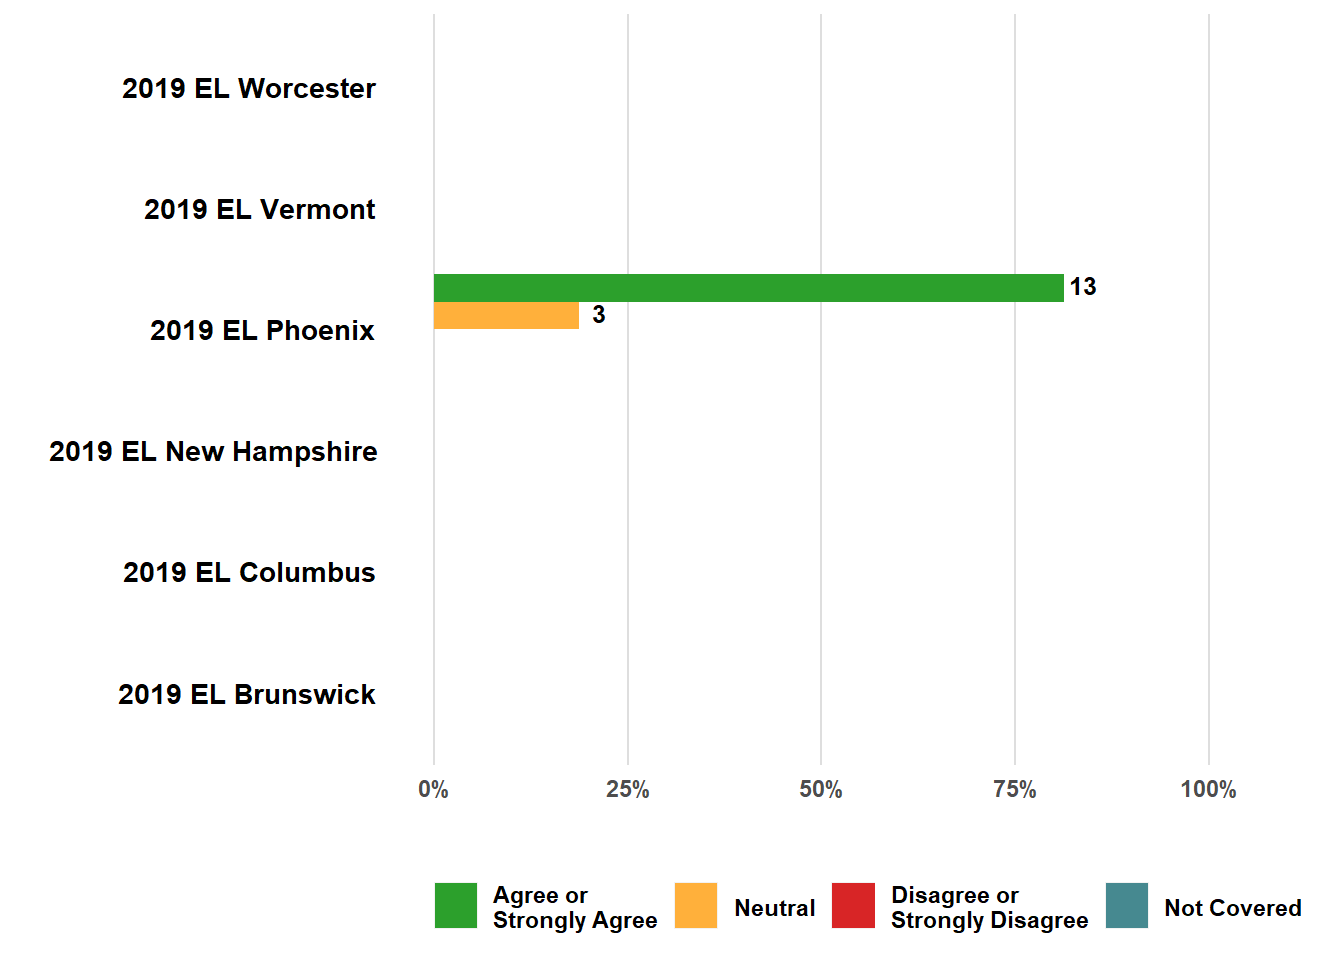 2019 EL Worcester
2019 EL Vermont
13
3
2019 EL Phoenix
2019 EL New Hampshire
2019 EL Columbus
2019 EL Brunswick
0%
25%
50%
75%
100%
Agree or
Strongly Agree
Neutral
Disagree or
Strongly Disagree
Not Covered